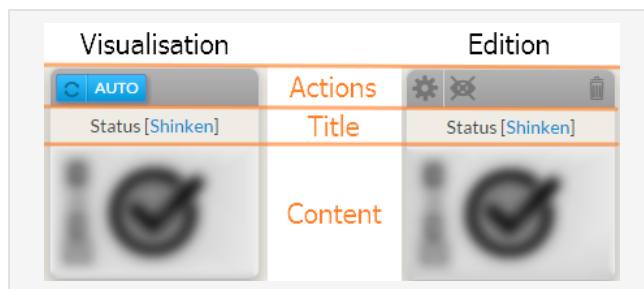 Visualisation Edition
AUTO Actions
Status [Shinken] Title Status [Shinken]
Content